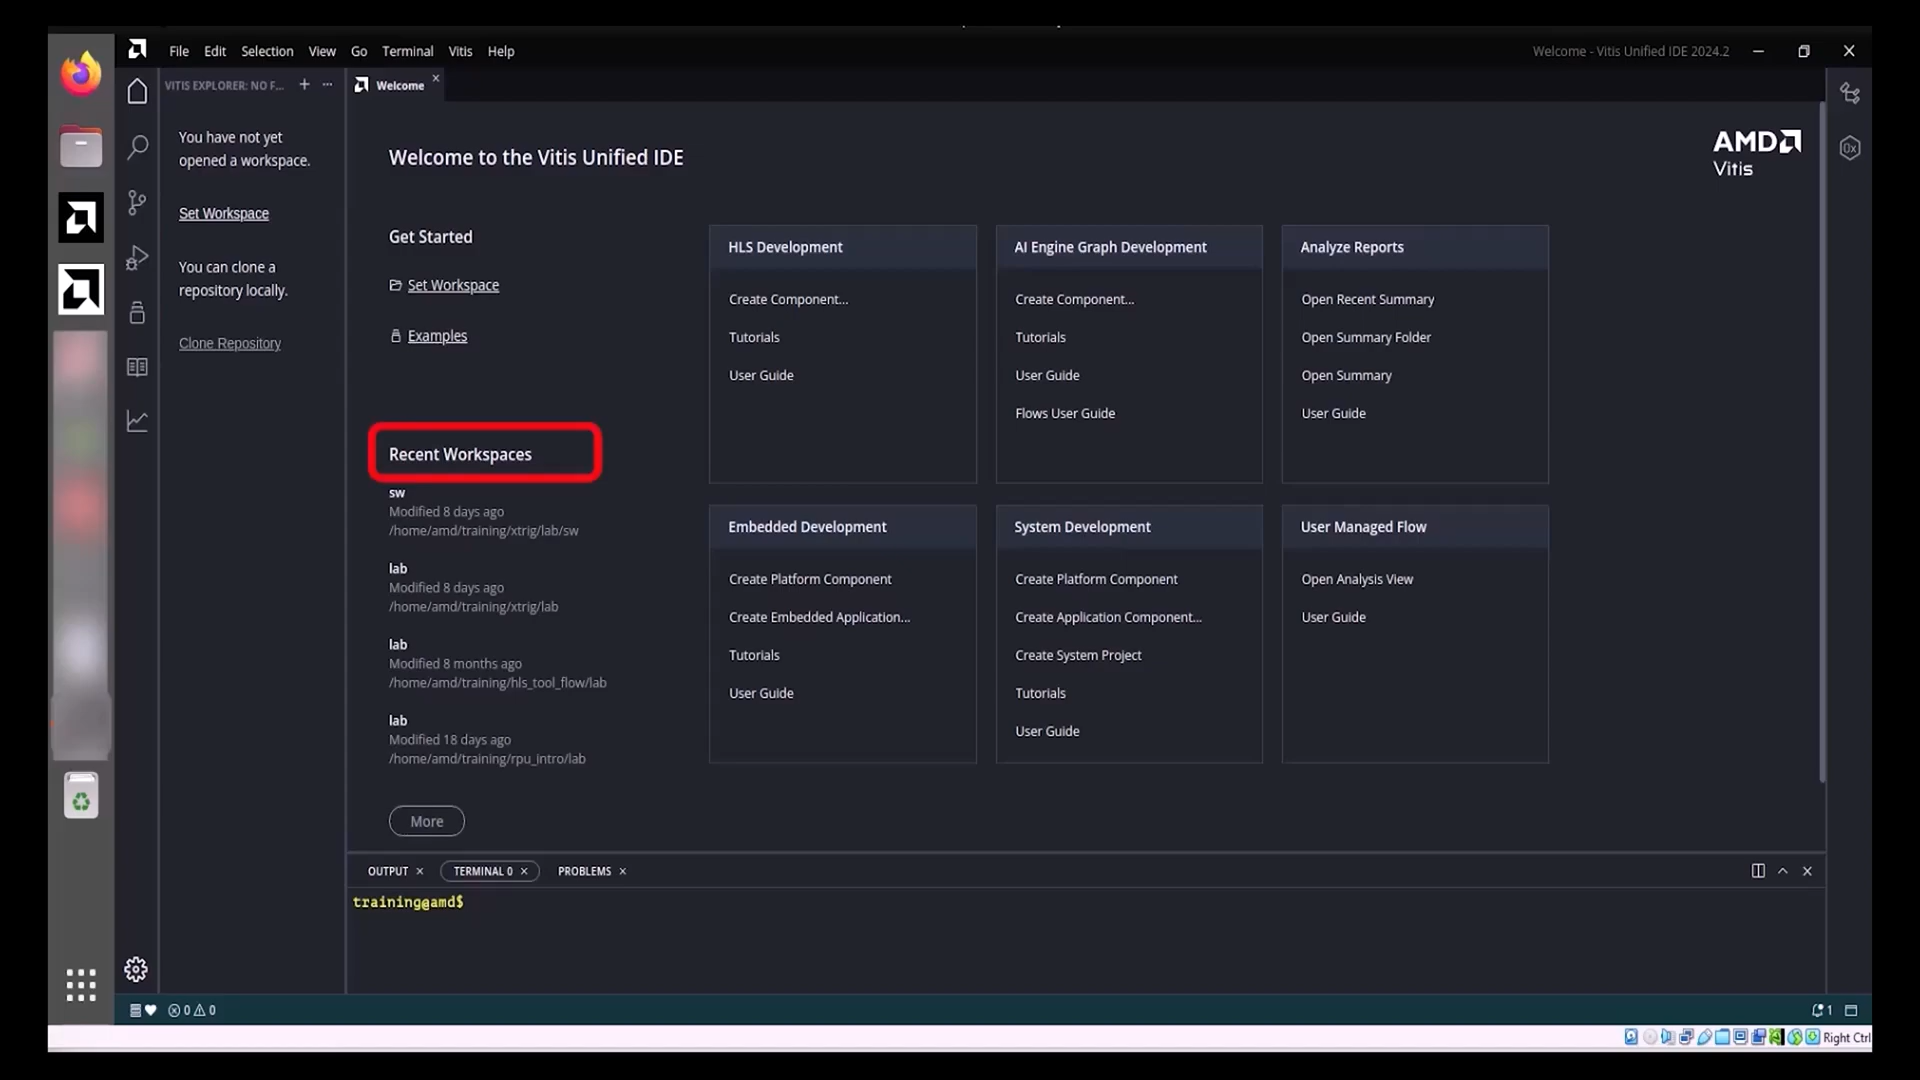 File Edit Selection View Go Terminal Vitis Help
Welcome - Vitis Unified IDE 2024.2
VITIS EXPLORER: NO F...
Welcome
You have not yet
opened a workspace.
Set Workspace
You can clone a
repository locally.
Clone Repository
Welcome to the Vitis Unified IDE
AMD
Vitis
Get Started
Set Workspace
Examples
Recent Workspaces
sw
Modified 8 days ago
/home/amd/training/xtrig/lab/sw
lab
Modified 8 days ago
/home/amd/training/xtrig/lab
lab
Modified 8 months ago
/home/amd/training/hls_tool_flow/lab
lab
Modified 18 days ago
/home/amd/training/rpu_intro/lab
More
HLS Development
Create Component...
Tutorials
User Guide
AI Engine Graph Development
Create Component...
Tutorials
User Guide
Flows User Guide
Analyze Reports
Open Recent Summary
Open Summary Folder
Open Summary
User Guide
Embedded Development
Create Platform Component
Create Embedded Application...
Tutorials
User Guide
System Development
Create Platform Component
Create Application Component...
Create System Project
Tutorials
User Guide
User Managed Flow
Open Analysis View
User Guide
0x
OUTPUT TERMINAL 0 PROBLEMS
training@amd$
0 0
1
Right Ctrl